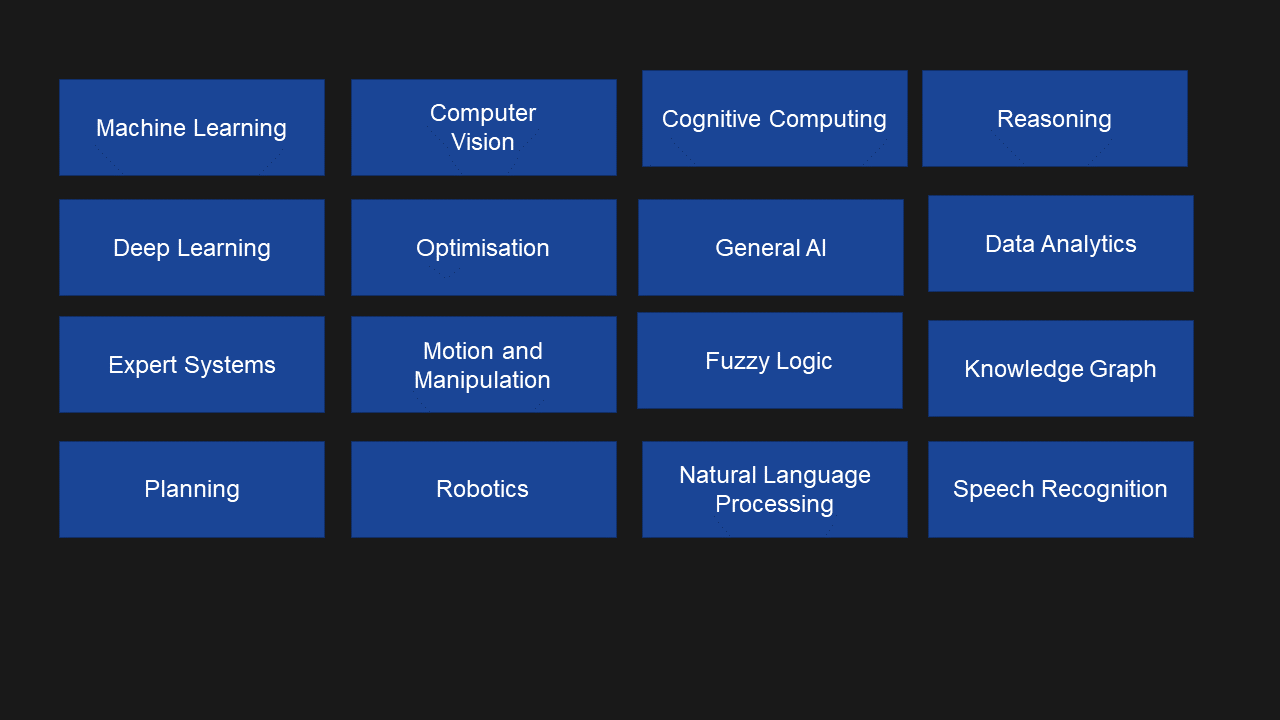 Machine Learning
Computer
Vision
Cognitive Computing
Reasoning
Deep Learning
Optimisation
General AI
Data Analytics
Expert Systems
Motion and
Manipulation
Fuzzy Logic
Knowledge Graph
Planning
Robotics
Natural Language
Processing
Speech Recognition